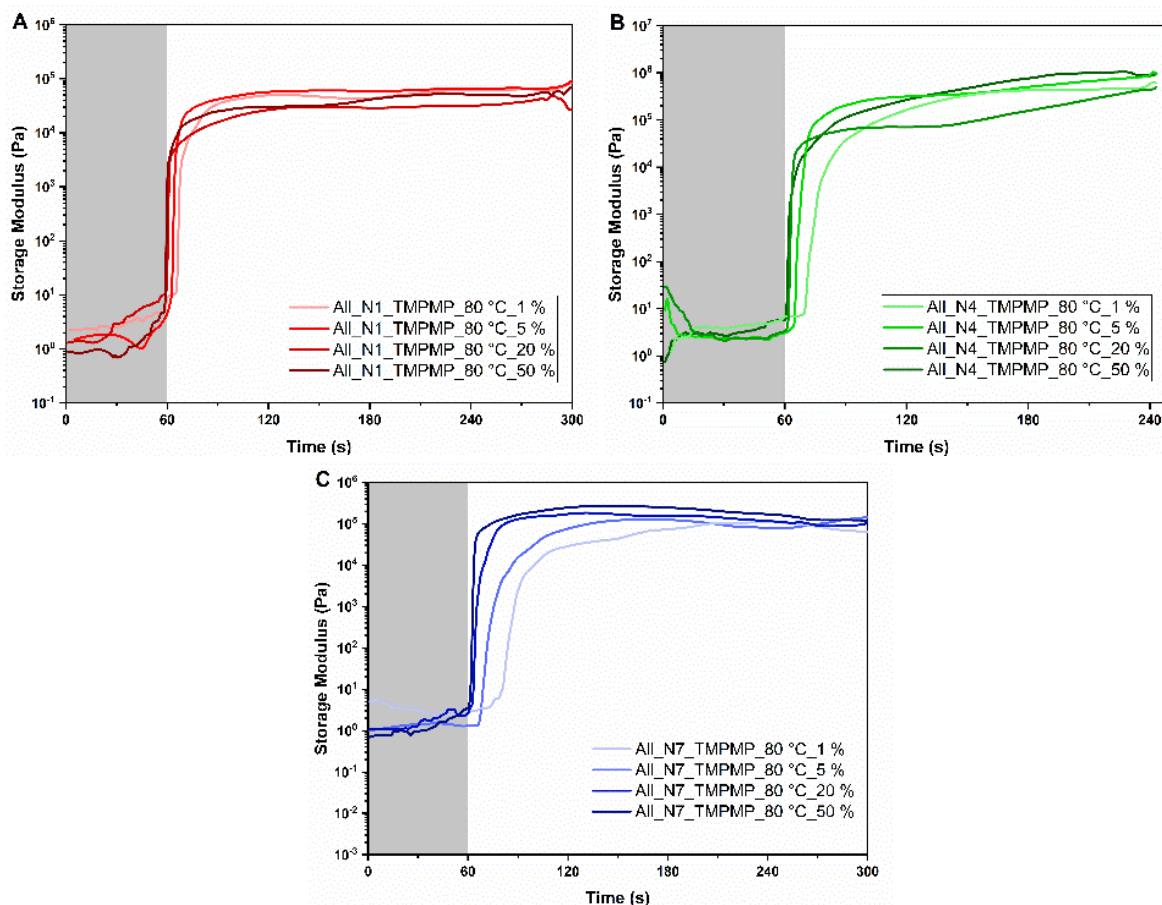 A
Storage Modulus (Pa)
10⁶
10⁵
10⁴
10³
10²
10¹
10⁰
10⁻¹
All_N1_TMPMP_80 °C_1 %
All_N1_TMPMP_80 °C_5 %
All_N1_TMPMP_80 °C_20 %
All_N1_TMPMP_80 °C_50 %
0 60 120 180 240 300
Time (s)
B
Storage Modulus (Pa)
10⁷
10⁶
10⁵
10⁴
10³
10²
10¹
10⁰
10⁻¹
All_N4_TMPMP_80 °C_1 %
All_N4_TMPMP_80 °C_5 %
All_N4_TMPMP_80 °C_20 %
All_N4_TMPMP_80 °C_50 %
0 60 120 180 240
Time (s)
C
Storage Modulus (Pa)
10⁶
10⁵
10⁴
10³
10²
10¹
10⁰
10⁻¹
10⁻²
10⁻³
All_N7_TMPMP_80 °C_1 %
All_N7_TMPMP_80 °C_5 %
All_N7_TMPMP_80 °C_20 %
All_N7_TMPMP_80 °C_50 %
0 60 120 180 240 300
Time (s)